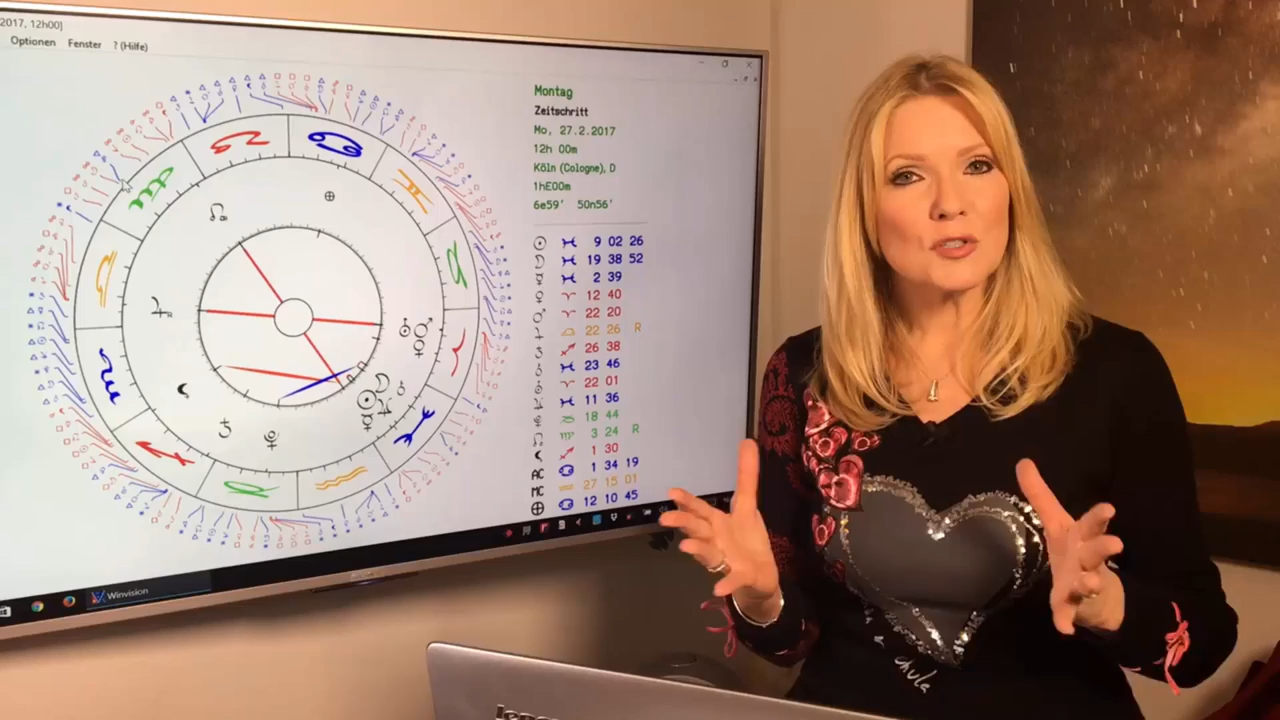 2017, 12h00]
Optionen Fenster ? (Hilfe)
Montag
Zeitschritt
Mo, 27.2.2017
12h 00m
Köln (Cologne), D
1hE00m
6e59' 50n56'
9 02 26
19 38 52
2 39
12 40
22 20
22 26 R
26 38
23 46
22 01
11 36
18 44
3 24 R
1 30
AC 1 34 19
MC 27 15 01
12 10 45
Winvision
lenovo
chula